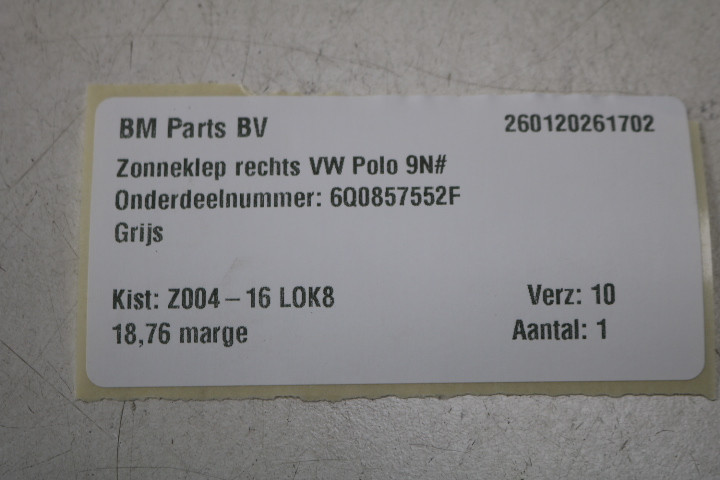 BM Parts BV 260120261702
Zonneklep rechts VW Polo 9N#
Onderdeelnummer: 6Q0857552F
Grijs
Kist: Z004 – 16 LOK8 Verz: 10
18,76 marge Aantal: 1